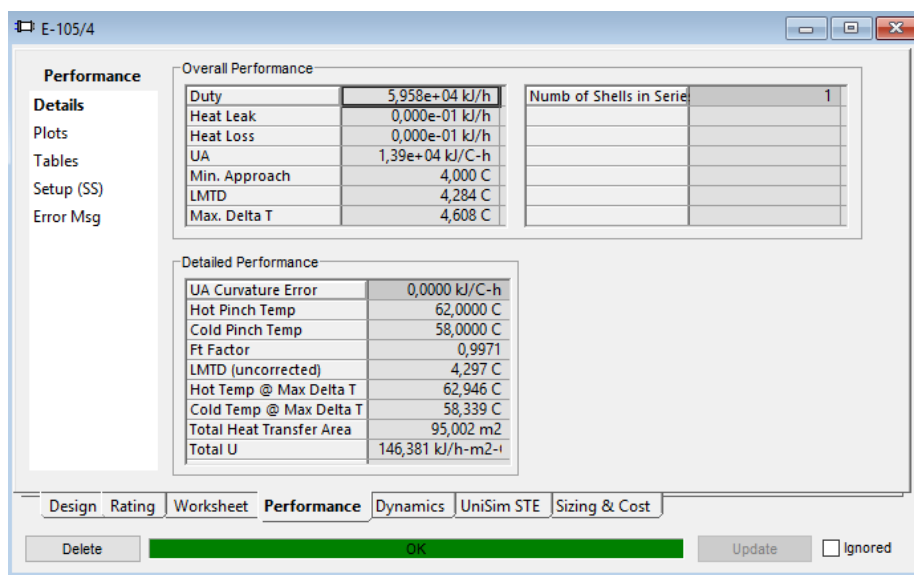 E-105/4
Performance
Details
Plots
Tables
Setup (SS)
Error Msg
Overall Performance
Duty 5,958e+04 kJ/h
Heat Leak 0,000e-01 kJ/h
Heat Loss 0,000e-01 kJ/h
UA 1,39e+04 kJ/C-h
Min. Approach 4,000 C
LMTD 4,284 C
Max. Delta T 4,608 C
Numb of Shells in Serie 1
Detailed Performance
UA Curvature Error 0,0000 kJ/C-h
Hot Pinch Temp 62,0000 C
Cold Pinch Temp 58,0000 C
Ft Factor 0,9971
LMTD (uncorrected) 4,297 C
Hot Temp @ Max Delta T 62,946 C
Cold Temp @ Max Delta T 58,339 C
Total Heat Transfer Area 95,002 m2
Total U 146,381 kJ/h-m2-
Design Rating Worksheet Performance Dynamics UniSim STE Sizing & Cost
Delete OK Update Ignored